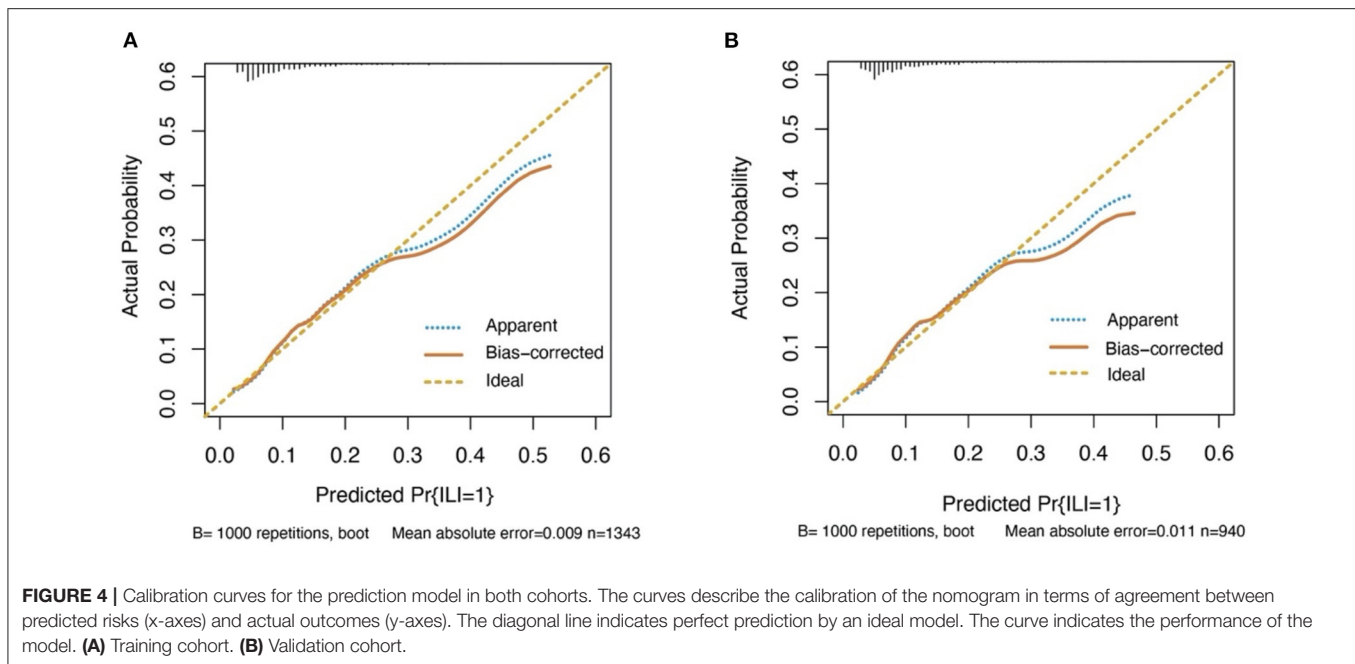 A
0.6
0.5
0.4
0.3
0.2
0.1
0.0
Actual Probability
Apparent
Bias-corrected
Ideal
0.0 0.1 0.2 0.3 0.4 0.5 0.6
Predicted Pr{ILI=1}
B= 1000 repetitions, boot Mean absolute error=0.009 n=1343
B
0.6
0.5
0.4
0.3
0.2
0.1
0.0
Actual Probability
Apparent
Bias-corrected
Ideal
0.0 0.1 0.2 0.3 0.4 0.5 0.6
Predicted Pr{ILI=1}
B= 1000 repetitions, boot Mean absolute error=0.011 n=940
FIGURE 4 | Calibration curves for the prediction model in both cohorts. The curves describe the calibration of the nomogram in terms of agreement between
predicted risks (x-axes) and actual outcomes (y-axes). The diagonal line indicates perfect prediction by an ideal model. The curve indicates the performance of the
model. (A) Training cohort. (B) Validation cohort.